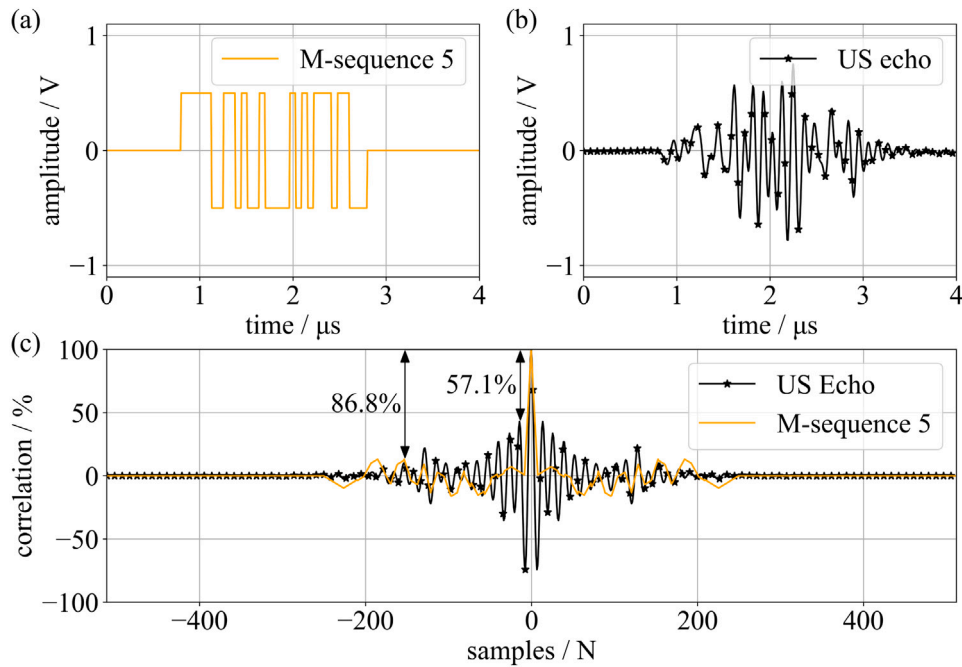 (a)
1
0
−1
amplitude / V
M-sequence 5
0 1 2 3 4
time / μs
(b)
1
0
−1
amplitude / V
US echo
0 1 2 3 4
time / μs
(c)
100
50
0
−50
−100
correlation / %
86.8%
57.1%
US Echo
M-sequence 5
−400 −200 0 200 400
samples / N